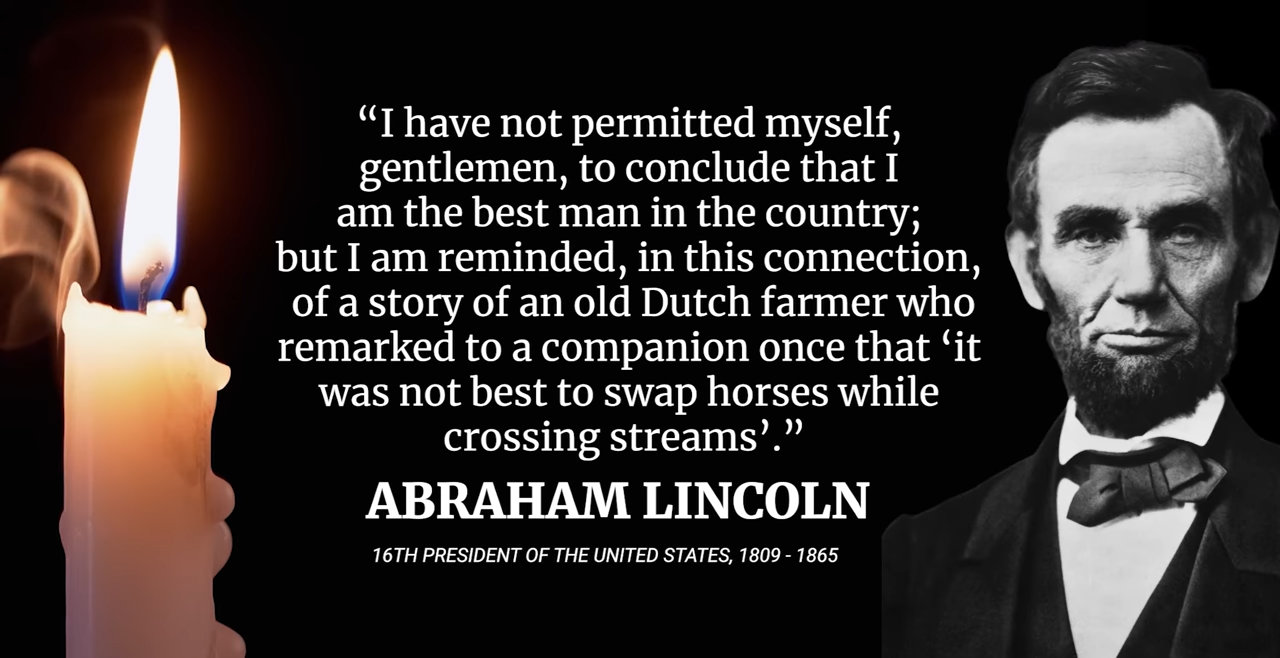 “I have not permitted myself,
gentlemen, to conclude that I
am the best man in the country;
but I am reminded, in this connection,
of a story of an old Dutch farmer who
remarked to a companion once that ‘it
was not best to swap horses while
crossing streams’.”
ABRAHAM LINCOLN
16TH PRESIDENT OF THE UNITED STATES, 1809 - 1865